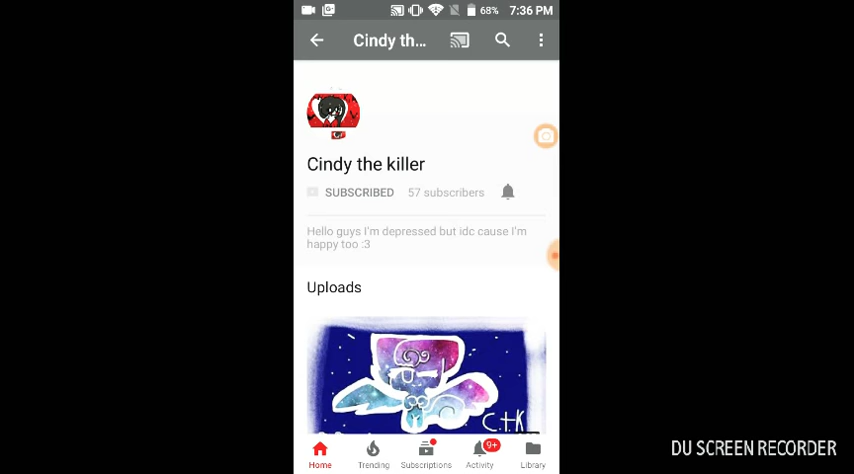 68% 7:36 PM
Cindy th...
Cindy the killer
SUBSCRIBED 57 subscribers
Hello guys I'm depressed but idc cause I'm
happy too :3
Uploads
C+K
9+
Home Trending Subscriptions Activity Library
DU SCREEN RECORDER